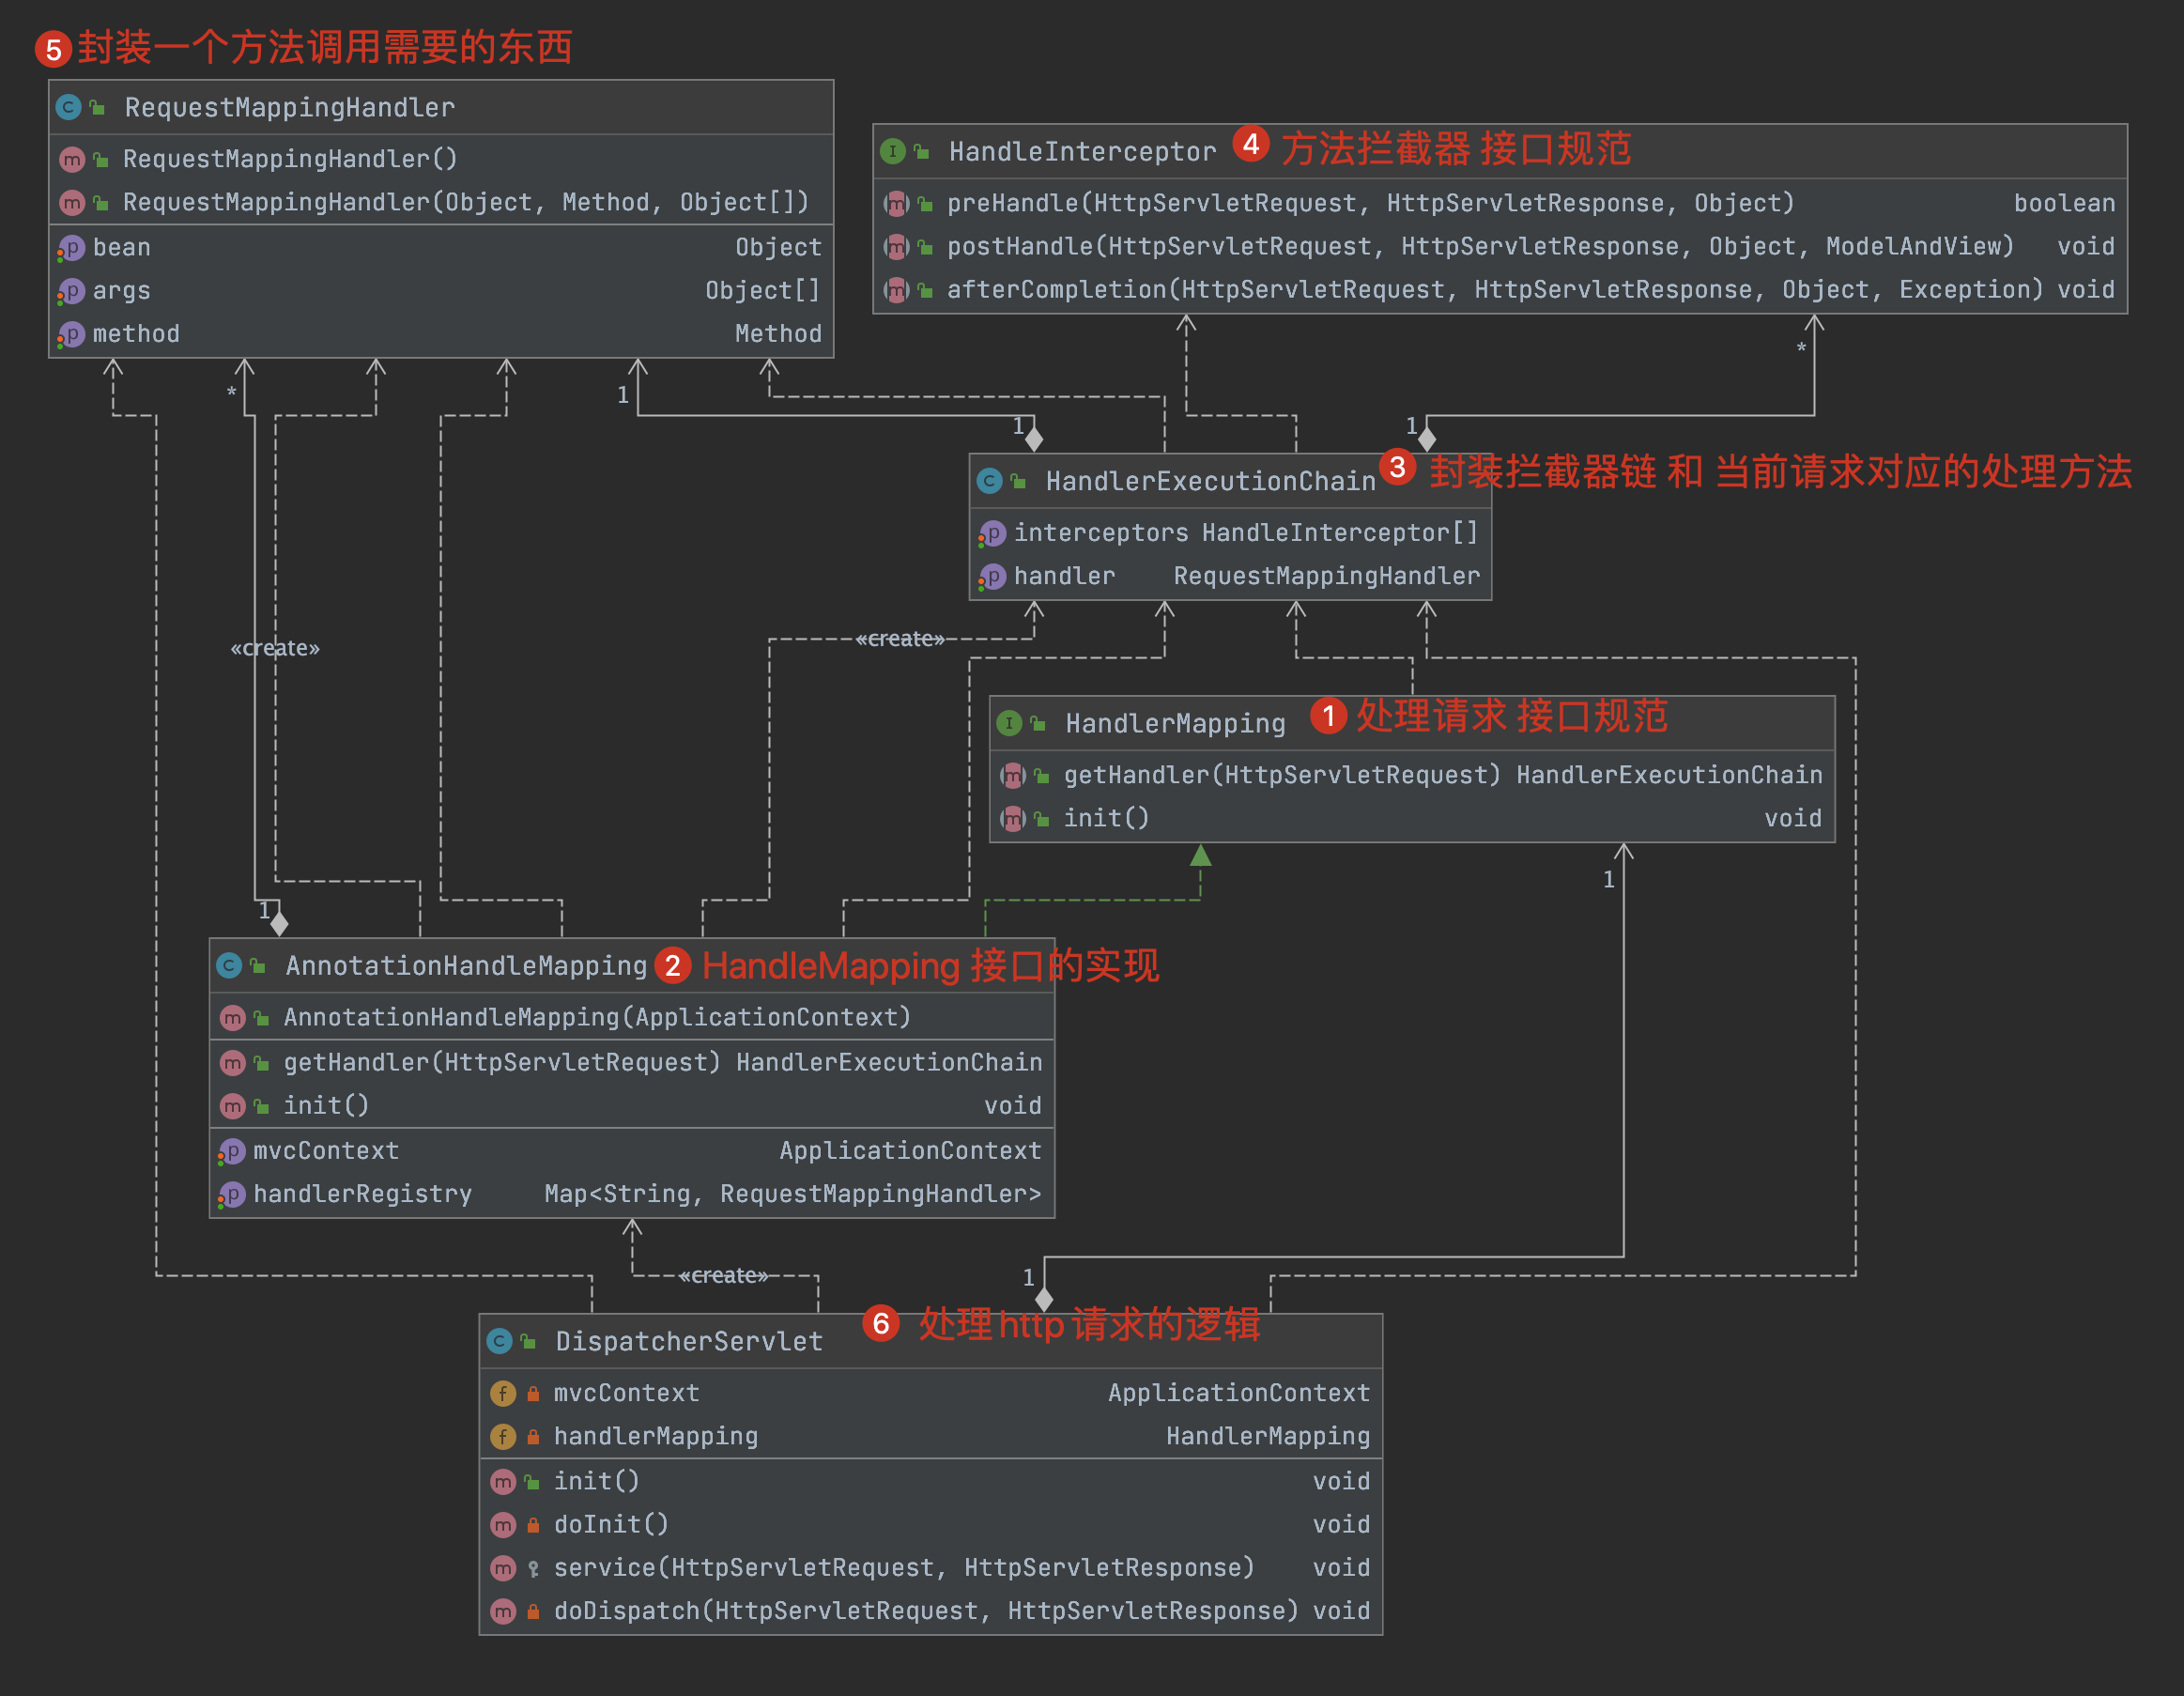 5 封装一个方法调用需要的东西
RequestMappingHandler
RequestMappingHandler()
RequestMappingHandler(Object, Method, Object[])
bean Object
args Object[]
method Method
HandleInterceptor 4 方法拦截器 接口规范
preHandle(HttpServletRequest, HttpServletResponse, Object) boolean
postHandle(HttpServletRequest, HttpServletResponse, Object, ModelAndView) void
afterCompletion(HttpServletRequest, HttpServletResponse, Object, Exception) void
*
*
1
1
1
HandlerExecutionChain 3 封装拦截器链 和 当前请求对应的处理方法
interceptors HandleInterceptor[]
handler RequestMappingHandler
«create»
«create»
HandlerMapping 1 处理请求 接口规范
getHandler(HttpServletRequest) HandlerExecutionChain
init() void
1
1
AnnotationHandleMapping 2 HandleMapping 接口的实现
AnnotationHandleMapping(ApplicationContext)
getHandler(HttpServletRequest) HandlerExecutionChain
init() void
mvcContext ApplicationContext
handlerRegistry Map<String, RequestMappingHandler>
«create»
1
DispatcherServlet 6 处理http请求的逻辑
mvcContext ApplicationContext
handlerMapping HandlerMapping
init() void
doInit() void
service(HttpServletRequest, HttpServletResponse) void
doDispatch(HttpServletRequest, HttpServletResponse) void